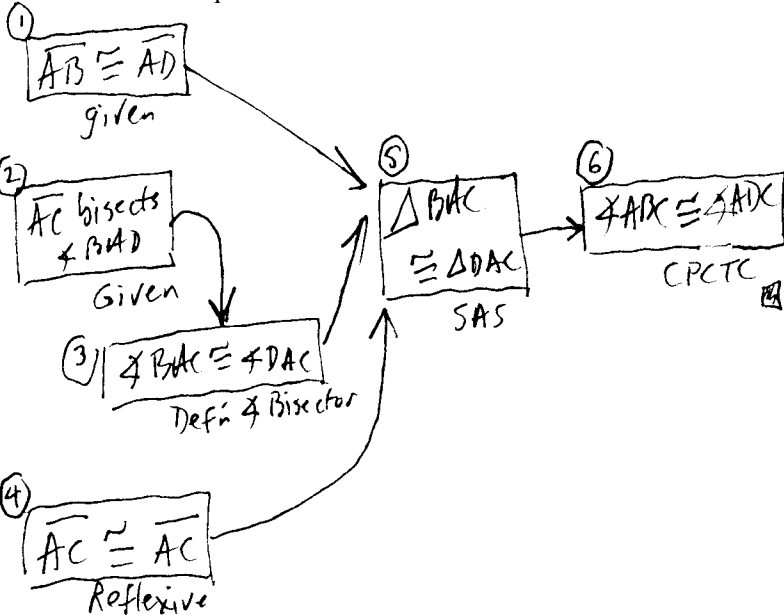 ①
AB ≅ AD
given
②
AC bisects
∡ BAD
Given
③
∡ BAC ≅ ∡ DAC
Def'n ∡ Bisector
④
AC ≅ AC
Reflexive
⑤
△ BAC
≅ △DAC
SAS
⑥
∡ABC ≅ ∡ADC
CPCTC